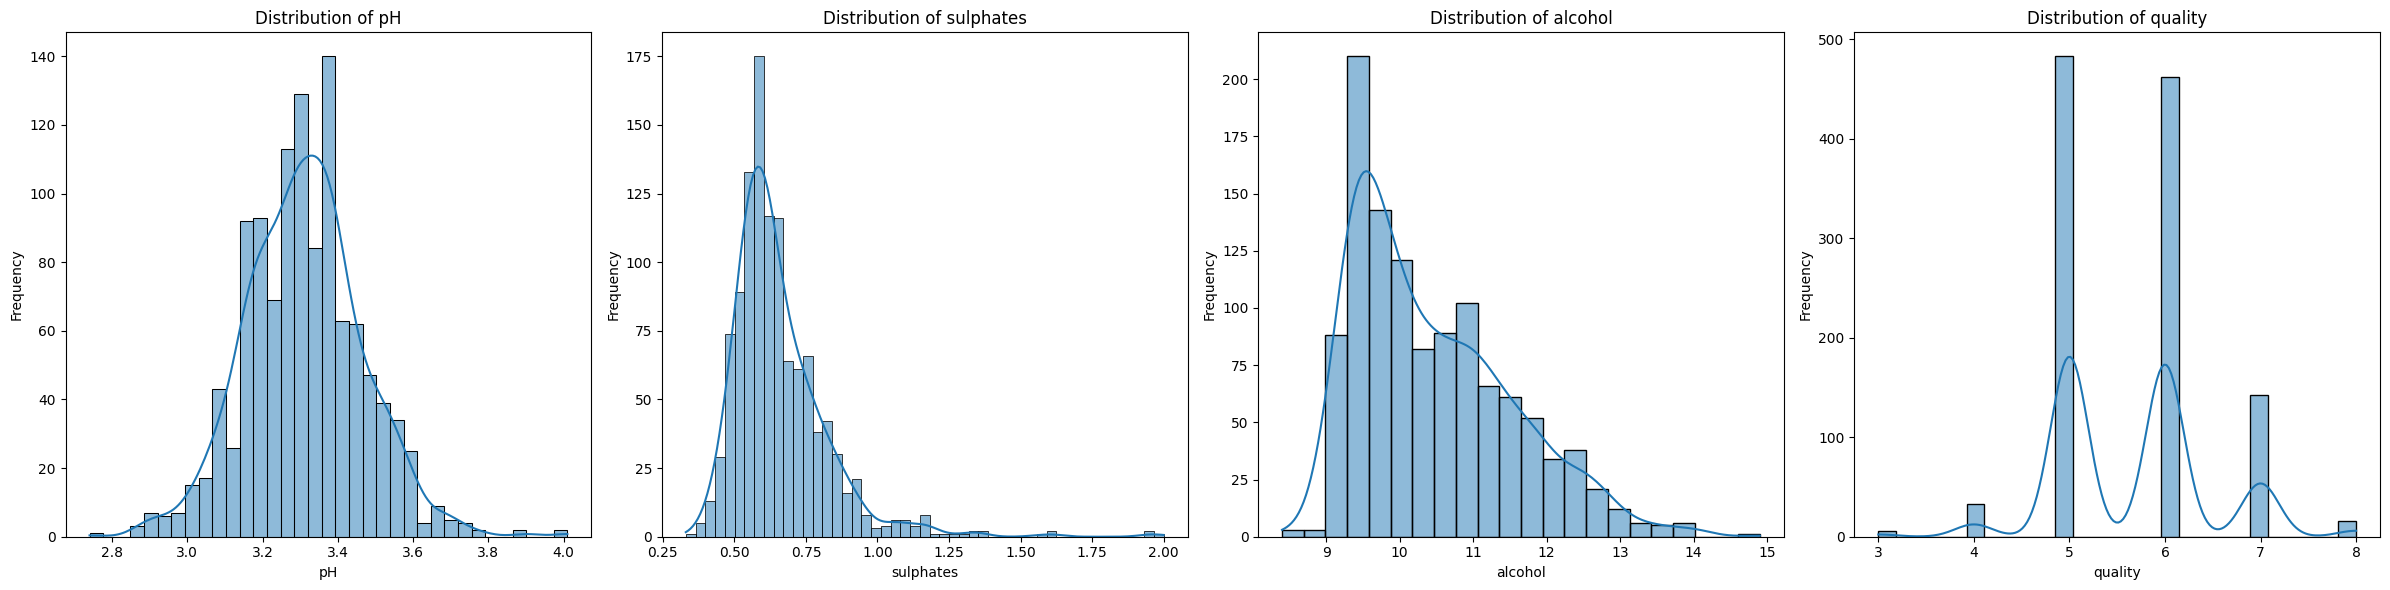 Distribution of pH
Frequency
0
20
40
60
80
100
120
140
2.8 3.0 3.2 3.4 3.6 3.8 4.0
pH
Distribution of sulphates
Frequency
0
25
50
75
100
125
150
175
0.25 0.50 0.75 1.00 1.25 1.50 1.75 2.00
sulphates
Distribution of alcohol
Frequency
0
25
50
75
100
125
150
175
200
9 10 11 12 13 14 15
alcohol
Distribution of quality
Frequency
0
100
200
300
400
500
3 4 5 6 7 8
quality